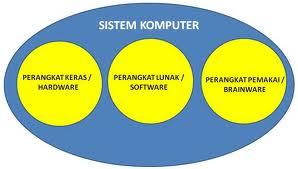 SISTEM KOMPUTER
PERANGKAT KERAS /
HARDWARE
PERANGKAT LUNAK /
SOFTWARE
PERANGKAT PEMAKAI /
BRAINWARE